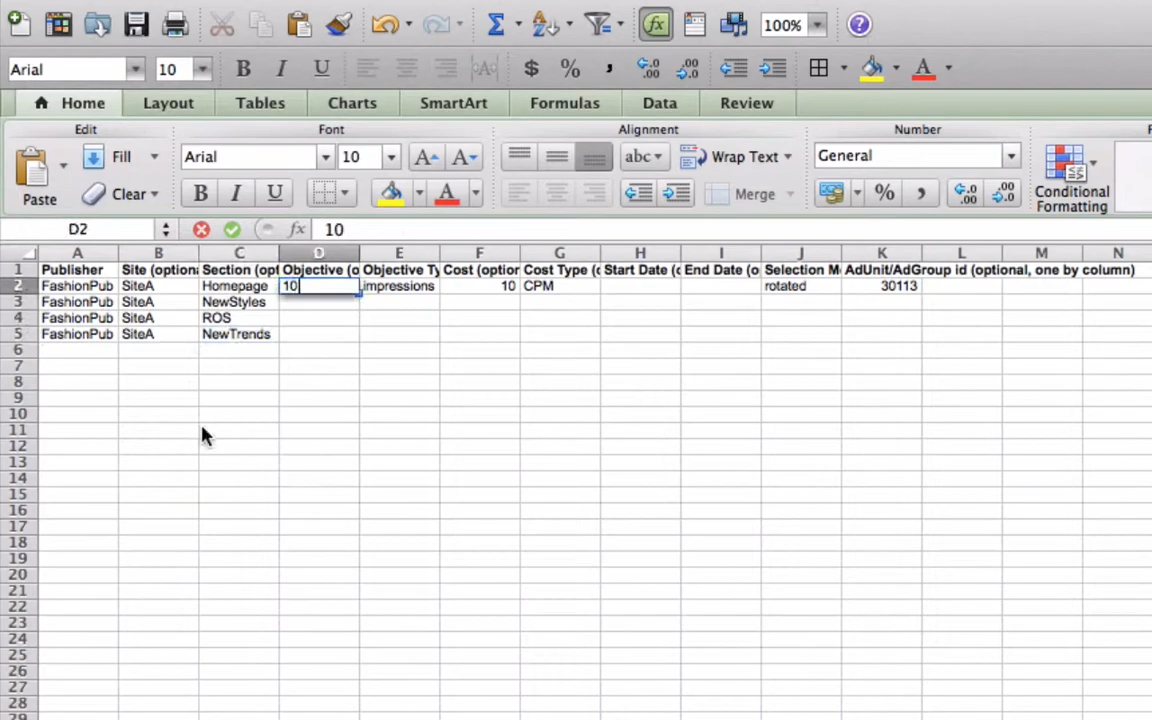 100%
Arial 10
Home Layout Tables Charts SmartArt Formulas Data Review
Edit Font Alignment Number
Fill Arial 10 abc Wrap Text General
Paste Clear Merge Conditional Formatting
D2 fx 10
A B C D E F G H I J K L M N
1 Publisher Site (optiona Section (opt Objective (o Objective Ty Cost (option Cost Type (o Start Date (o End Date (o Selection M AdUnit/AdGroup id (optional, one by column)
2 FashionPub SiteA Homepage 10 impressions 10 CPM rotated 30113
3 FashionPub SiteA NewStyles
4 FashionPub SiteA ROS
5 FashionPub SiteA NewTrends
6
7
8
9
10
11
12
13
14
15
16
17
18
19
20
21
22
23
24
25
26
27
28
29